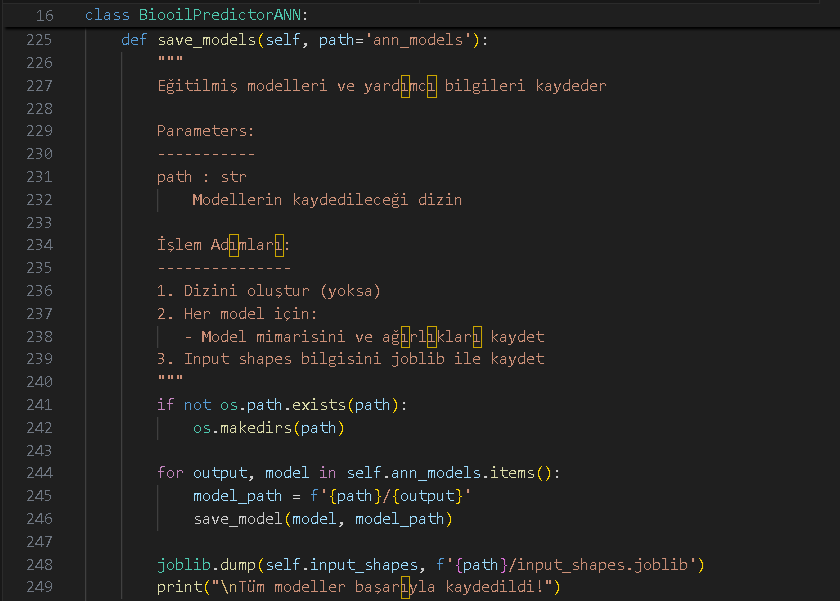 16 class BiooilPredictorANN:
225 def save_models(self, path='ann_models'):
226 """
227 Eğitilmiş modelleri ve yardımcı bilgileri kaydeder
228
229 Parameters:
230 -----------
231 path : str
232 Modellerin kaydedileceği dizin
233
234 İşlem Adımları:
235 ---------------
236 1. Dizini oluştur (yoksa)
237 2. Her model için:
238 - Model mimarisini ve ağırlıkları kaydet
239 3. Input shapes bilgisini joblib ile kaydet
240 """
241 if not os.path.exists(path):
242 os.makedirs(path)
243
244 for output, model in self.ann_models.items():
245 model_path = f'{path}/{output}'
246 save_model(model, model_path)
247
248 joblib.dump(self.input_shapes, f'{path}/input_shapes.joblib')
249 print("\nTüm modeller başarıyla kaydedildi!")